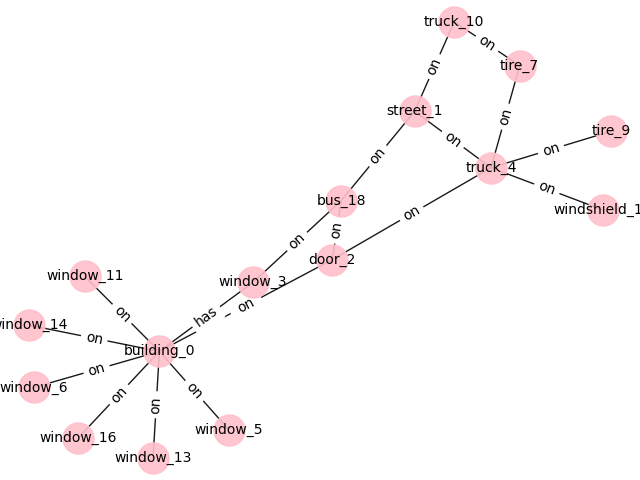 truck_10
on
tire_7
on
street_1
on
on
tire_9
on
on
truck_4
on
windshield_1
on
bus_18
on
on
on
door_2
window_3
window_11
has
on
on
window_14
on
building_0
on
window_6
on
on
on
window_5
window_16
window_13